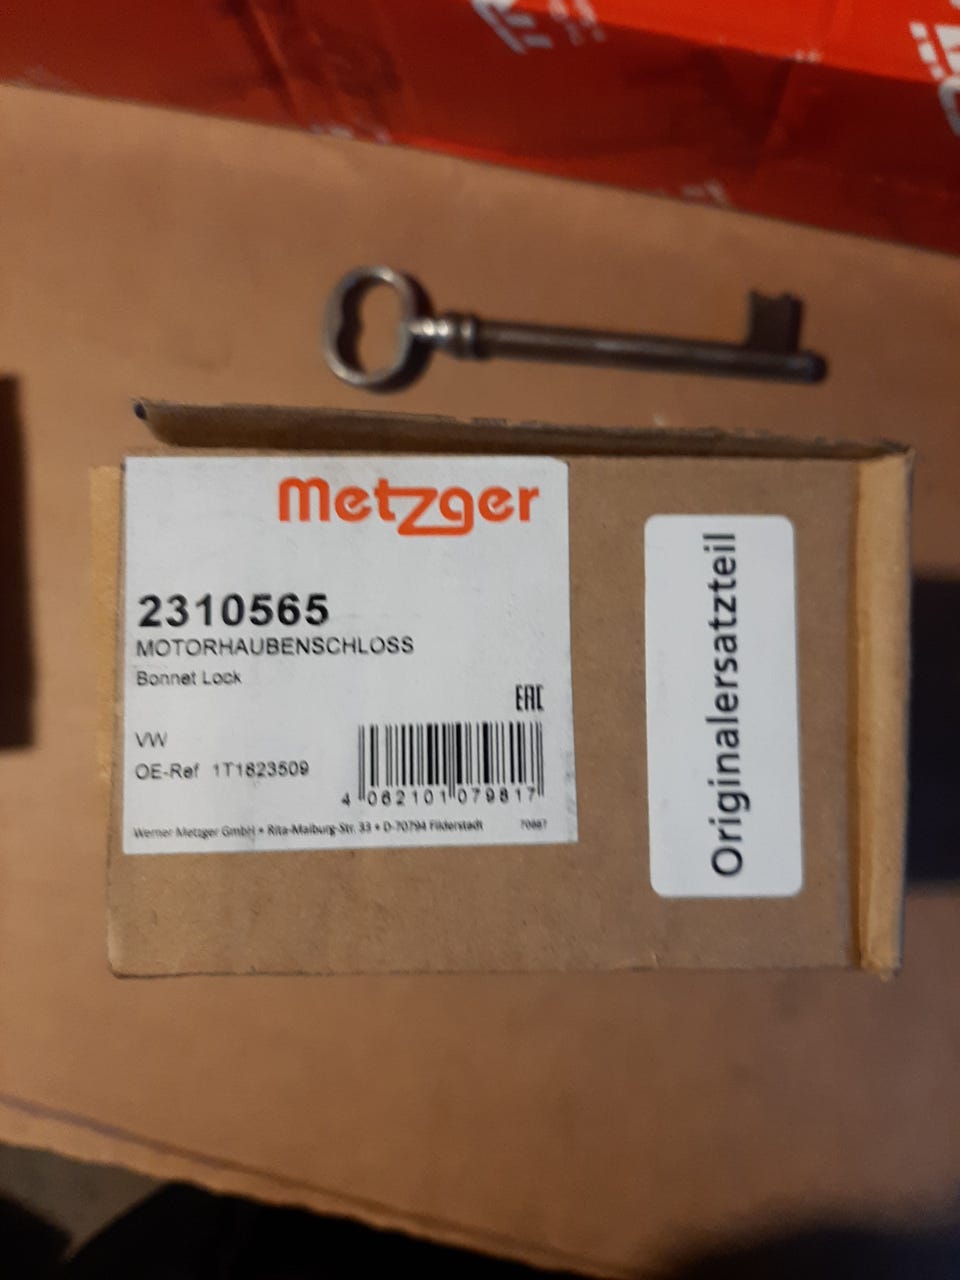 Metzger
2310565
MOTORHAUBENSCHLOSS
Bonnet Lock
EAC
VW
OE-Ref 1T1823509
4 062101 079817
Werner Metzger GmbH • Rita-Maiburg-Str. 33 • D-70794 Filderstadt
Originalersatzteil